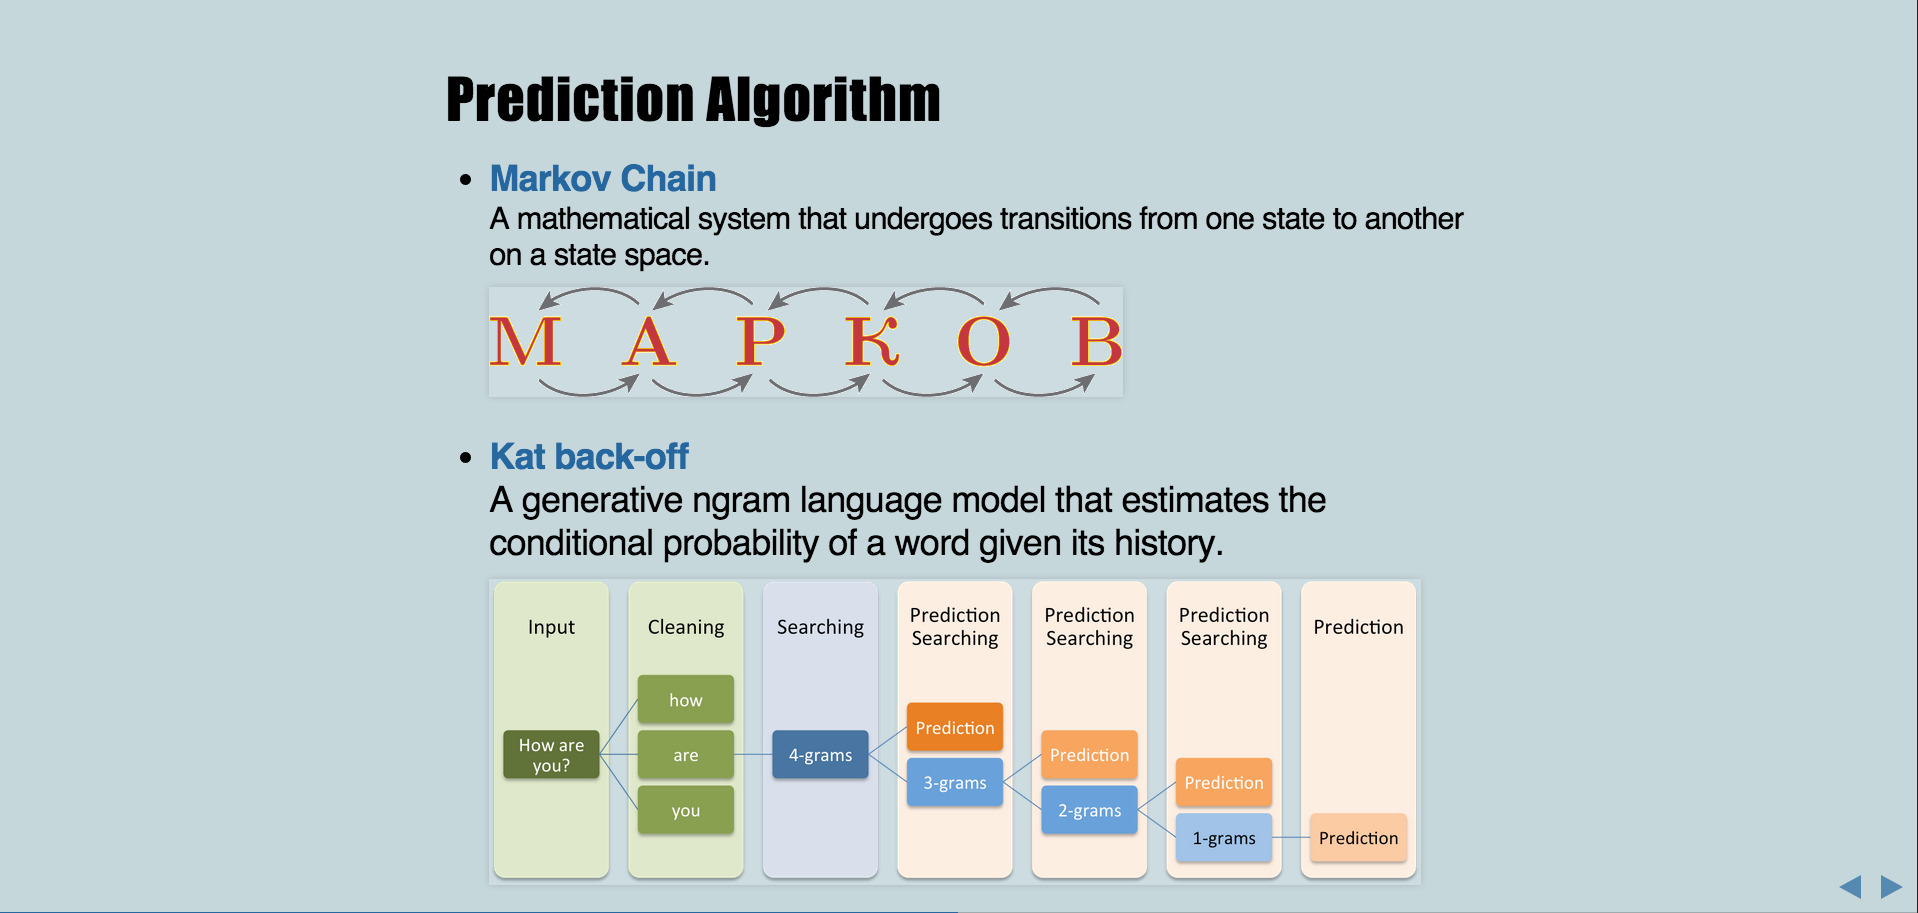 Prediction Algorithm
Markov Chain
A mathematical system that undergoes transitions from one state to another
on a state space.
М А Р К О В
Kat back-off
A generative ngram language model that estimates the
conditional probability of a word given its history.
Input
Cleaning
Searching
Prediction
Searching
Prediction
Searching
Prediction
Searching
Prediction
How are
you?
how
are
you
4-grams
Prediction
3-grams
Prediction
2-grams
Prediction
1-grams
Prediction